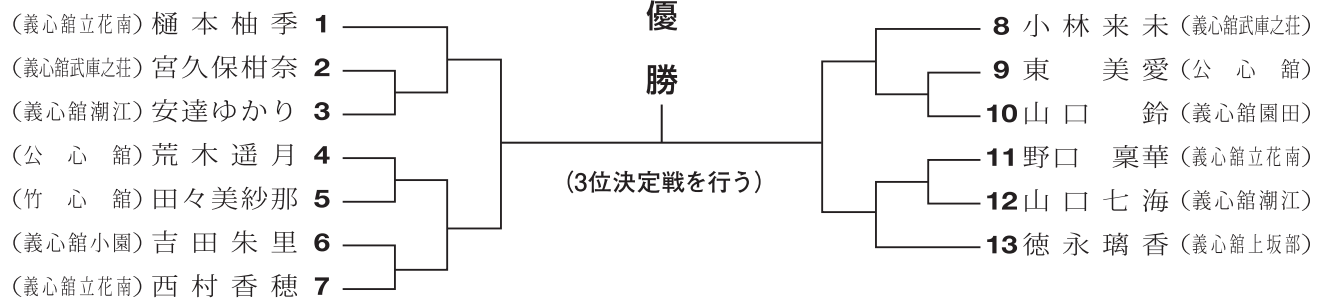 (義心舘立花南) 樋本柚季 1
(義心舘武庫之荘) 宮久保柑奈 2
(義心舘潮江) 安達ゆかり 3
(公心舘) 荒木遥月 4
(竹心舘) 田々美紗那 5
(義心舘小園) 吉田朱里 6
(義心舘立花南) 西村香穂 7
優勝
(3位決定戦を行う)
8 小林来未 (義心舘武庫之荘)
9 東 美愛 (公心舘)
10 山口 鈴 (義心舘園田)
11 野口 稟華 (義心舘立花南)
12 山口七海 (義心舘潮江)
13 徳永璃香 (義心舘上坂部)